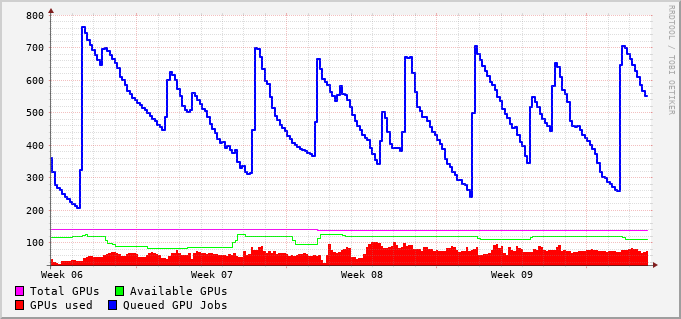 800
700
600
500
400
300
200
100
Week 06 Week 07 Week 08 Week 09
Total GPUs Available GPUs
GPUs used Queued GPU Jobs
RRDTOOL / TOBI OETIKER